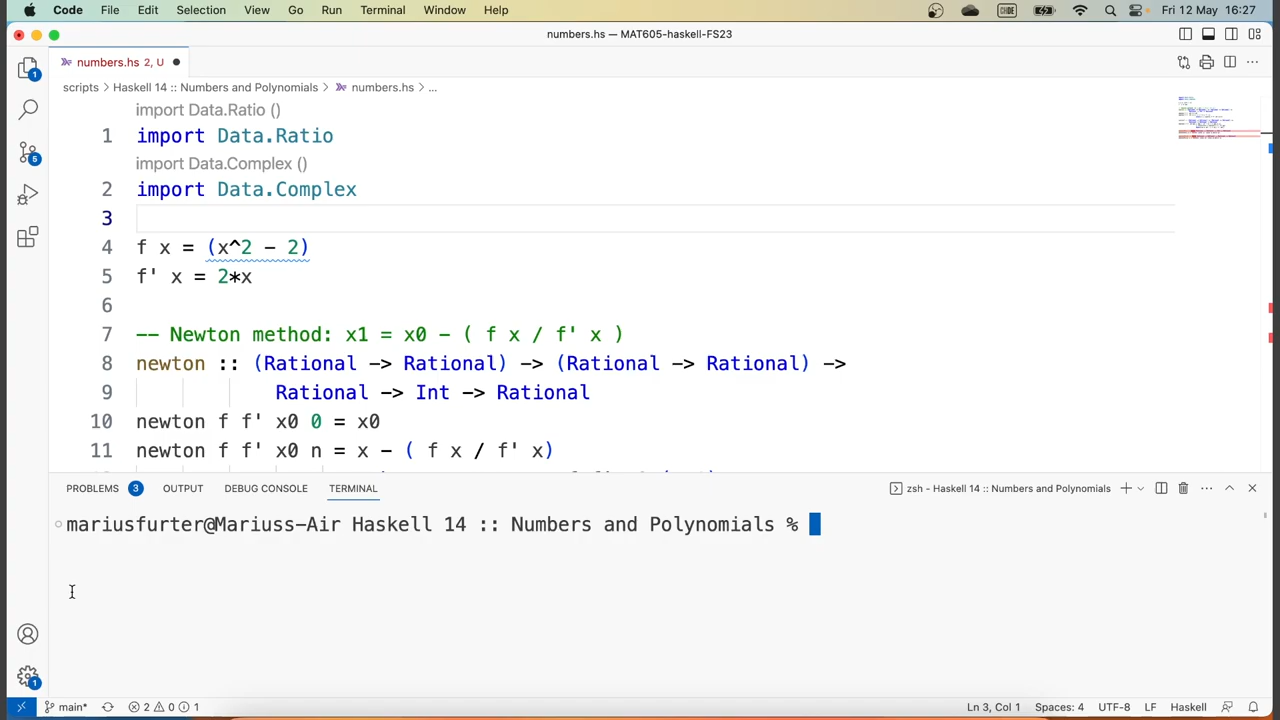 Code File Edit Selection View Go Run Terminal Window Help Fri 12 May 16:27
numbers.hs — MAT605-haskell-FS23
numbers.hs 2, U
scripts > Haskell 14 :: Numbers and Polynomials > numbers.hs > ...
import Data.Ratio ()
1 import Data.Ratio
import Data.Complex ()
2 import Data.Complex
3
4 f x = (x^2 - 2)
5 f' x = 2*x
6
7 -- Newton method: x1 = x0 - ( f x / f' x )
8 newton :: (Rational -> Rational) -> (Rational -> Rational) ->
9 Rational -> Int -> Rational
10 newton f f' x0 0 = x0
11 newton f f' x0 n = x - ( f x / f' x)
PROBLEMS 3 OUTPUT DEBUG CONSOLE TERMINAL zsh - Haskell 14 :: Numbers and Polynomials
mariusfurter@Mariuss-Air Haskell 14 :: Numbers and Polynomials %
main* 2 0 1 Ln 3, Col 1 Spaces: 4 UTF-8 LF Haskell